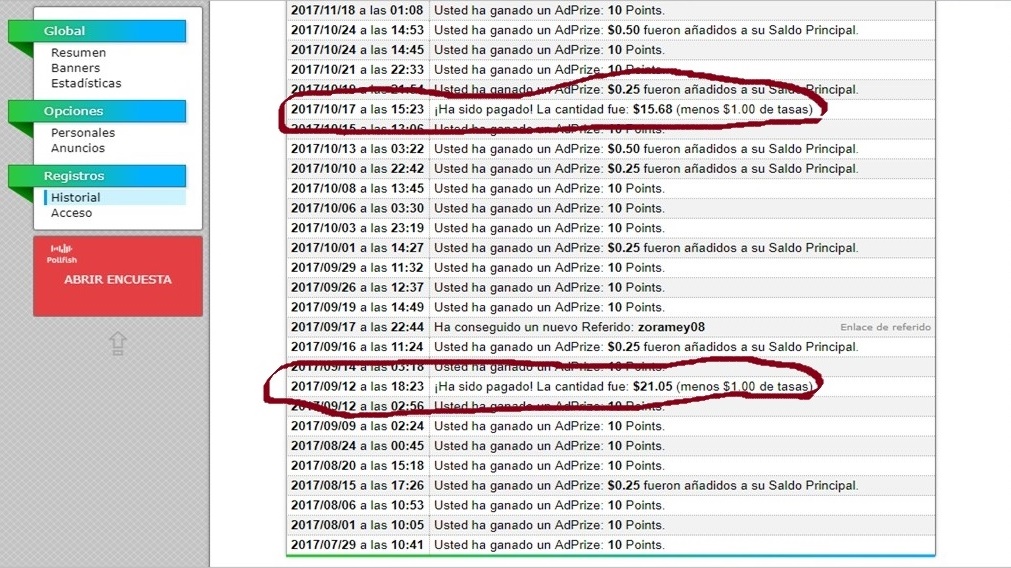 Global
Resumen
Banners
Estadísticas
Opciones
Personales
Anuncios
Registros
Historial
Acceso
Pollfish
ABRIR ENCUESTA
2017/11/18 a las 01:08 Usted ha ganado un AdPrize: 10 Points.
2017/10/24 a las 14:53 Usted ha ganado un AdPrize: $0.50 fueron añadidos a su Saldo Principal.
2017/10/24 a las 14:45 Usted ha ganado un AdPrize: 10 Points.
2017/10/21 a las 22:33 Usted ha ganado un AdPrize: 10 Points.
a las 21:54 Usted ha ganado un AdPrize: $0.25 fueron añadidos a su Saldo Principal.
2017/10/17 a las 15:23 ¡Ha sido pagado! La cantidad fue: $15.68 (menos $1.00 de tasas)
2017/10/15 a las 13:06 Usted ha ganado un AdPrize: 10 Points.
2017/10/13 a las 03:22 Usted ha ganado un AdPrize: $0.50 fueron añadidos a su Saldo Principal.
2017/10/10 a las 22:42 Usted ha ganado un AdPrize: $0.25 fueron añadidos a su Saldo Principal.
2017/10/08 a las 13:45 Usted ha ganado un AdPrize: 10 Points.
2017/10/06 a las 03:30 Usted ha ganado un AdPrize: 10 Points.
2017/10/03 a las 23:19 Usted ha ganado un AdPrize: 10 Points.
2017/10/01 a las 14:27 Usted ha ganado un AdPrize: $0.25 fueron añadidos a su Saldo Principal.
2017/09/29 a las 11:32 Usted ha ganado un AdPrize: 10 Points.
2017/09/26 a las 12:37 Usted ha ganado un AdPrize: 10 Points.
2017/09/19 a las 14:49 Usted ha ganado un AdPrize: 10 Points.
2017/09/17 a las 22:44 Ha conseguido un nuevo Referido: zoramey08 Enlace de referido
2017/09/16 a las 11:24 Usted ha ganado un AdPrize: $0.25 fueron añadidos a su Saldo Principal.
2017/09/14 a las 03:18 Usted ha ganado un AdPrize: 10 Points.
2017/09/12 a las 18:23 ¡Ha sido pagado! La cantidad fue: $21.05 (menos $1.00 de tasas)
2017/09/12 a las 02:56 Usted ha ganado un AdPrize: 10 Points.
2017/09/09 a las 02:24 Usted ha ganado un AdPrize: 10 Points.
2017/08/24 a las 00:45 Usted ha ganado un AdPrize: 10 Points.
2017/08/20 a las 15:18 Usted ha ganado un AdPrize: 10 Points.
2017/08/15 a las 17:26 Usted ha ganado un AdPrize: $0.25 fueron añadidos a su Saldo Principal.
2017/08/06 a las 10:53 Usted ha ganado un AdPrize: 10 Points.
2017/08/01 a las 10:05 Usted ha ganado un AdPrize: 10 Points.
2017/07/29 a las 10:41 Usted ha ganado un AdPrize: 10 Points.